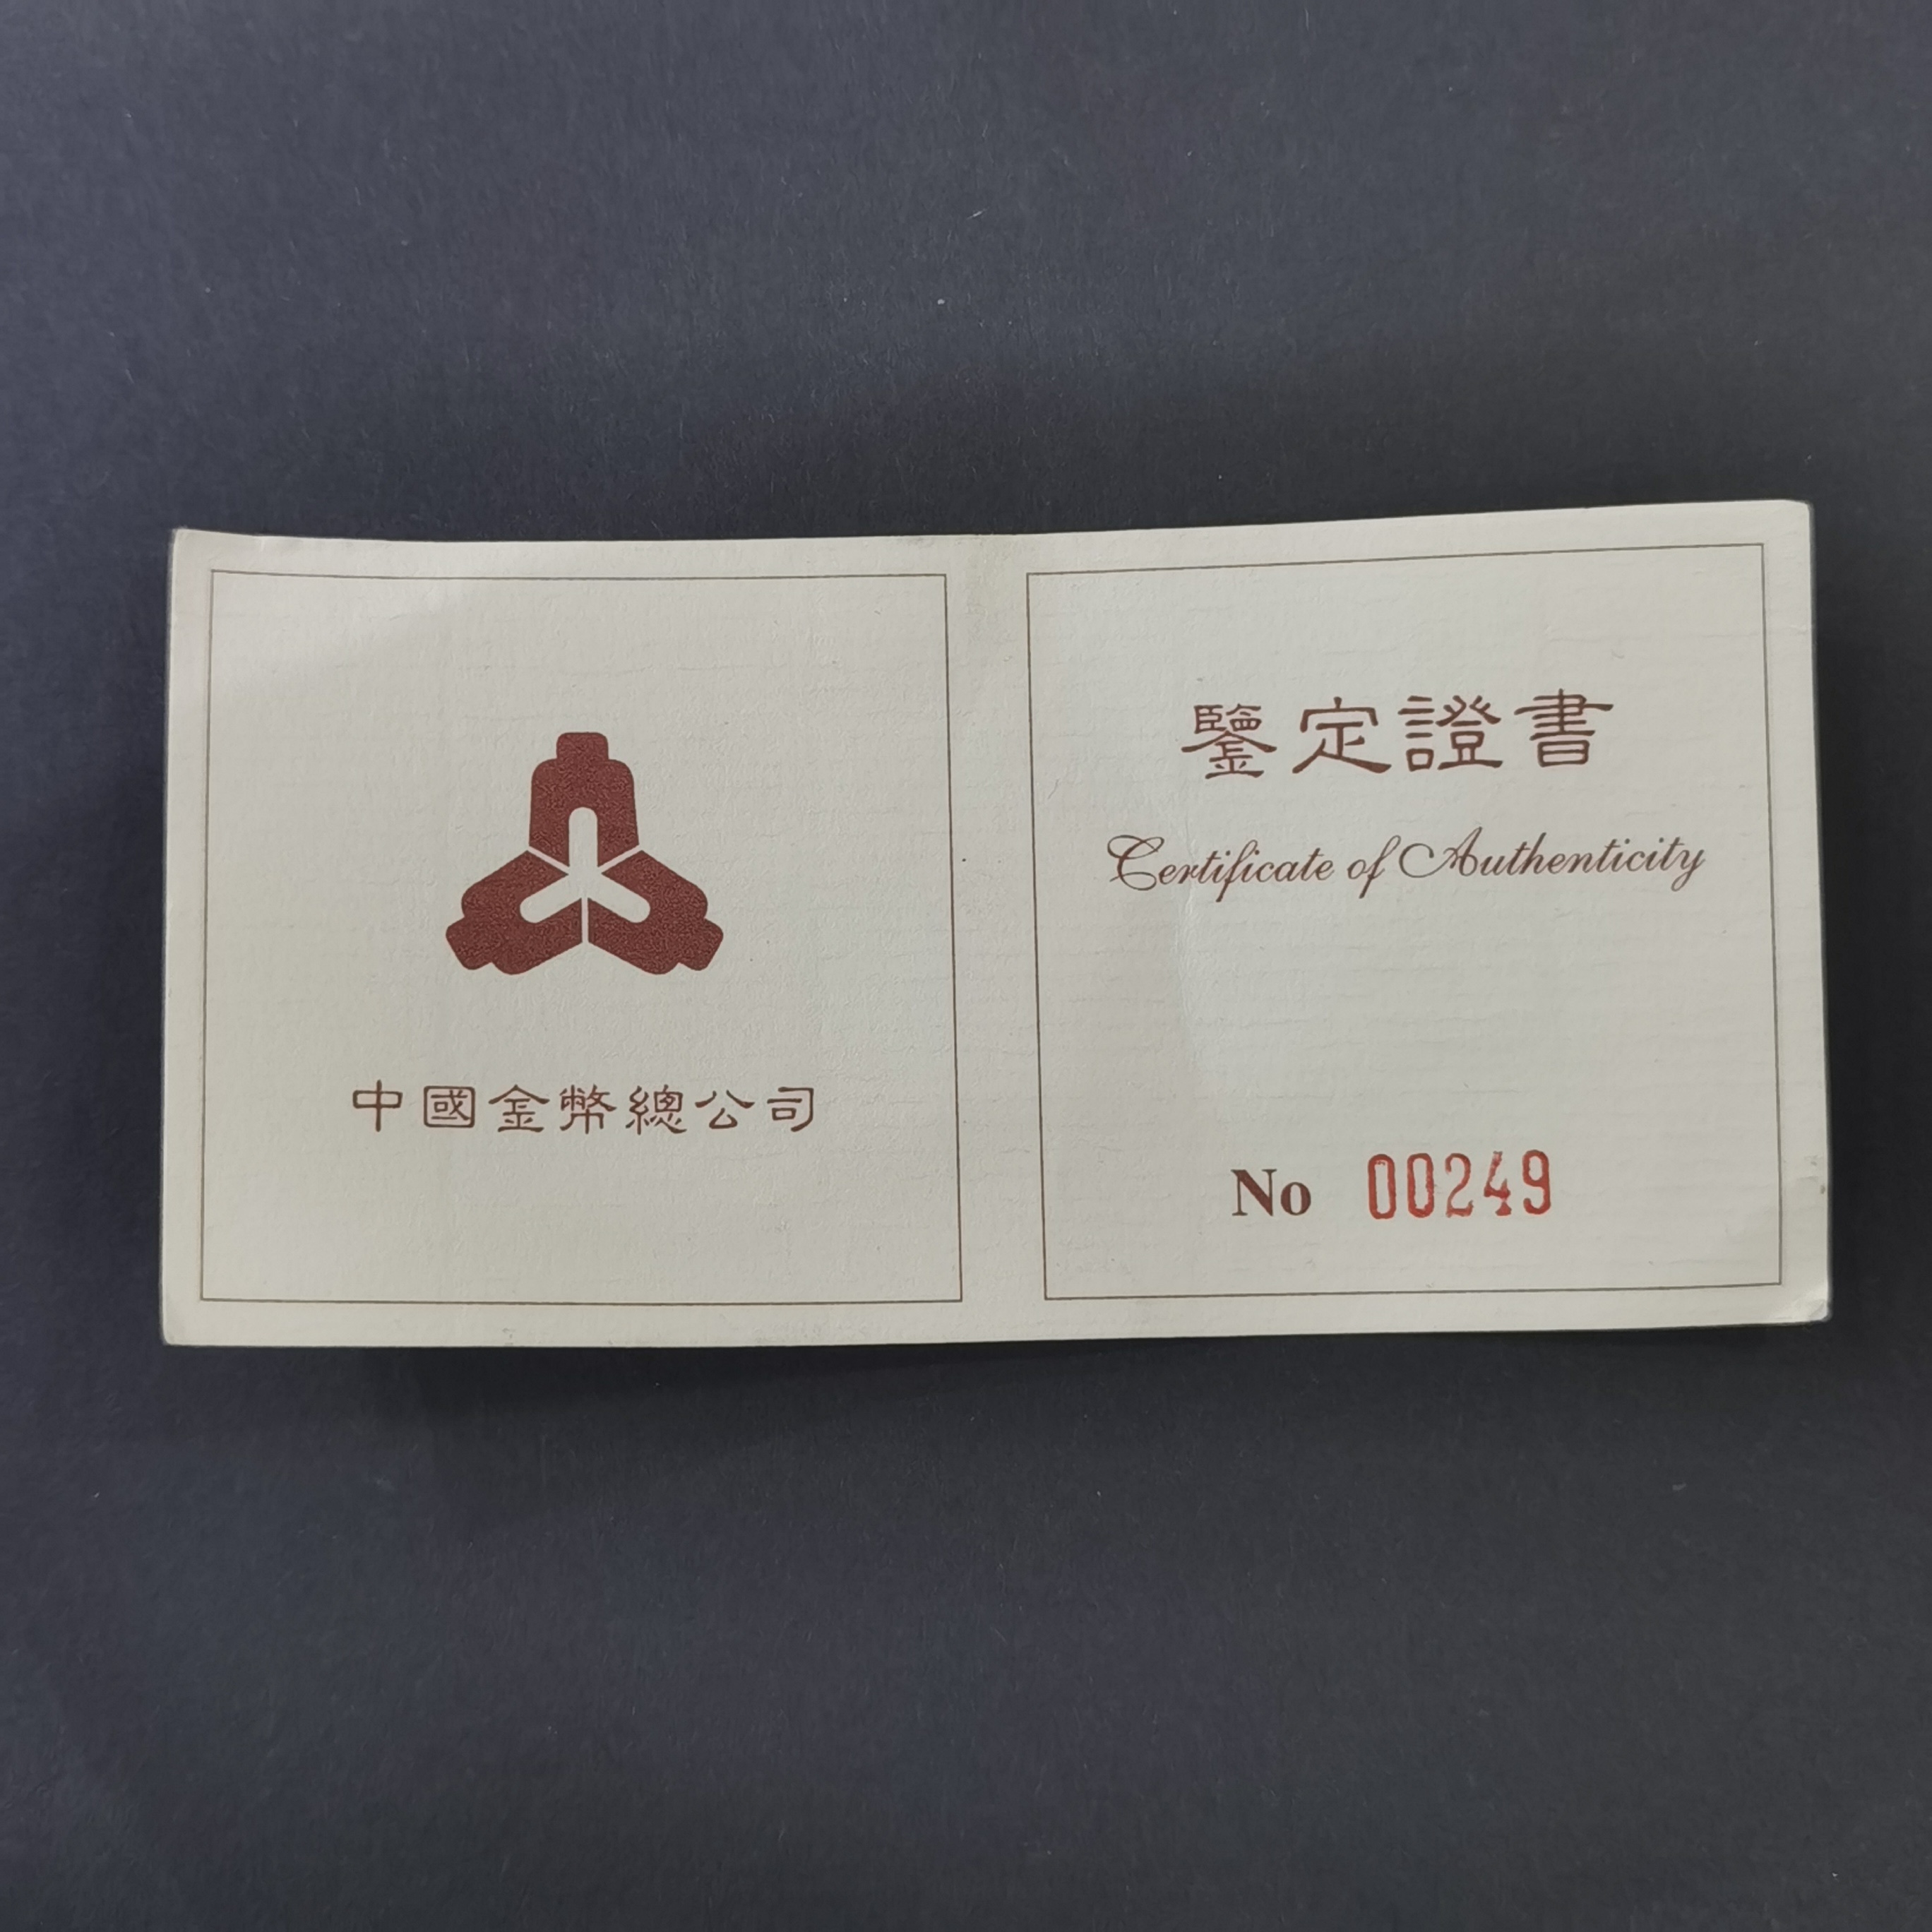 中國金幣總公司
鑒定證書
Certificate of Authenticity
No 00249